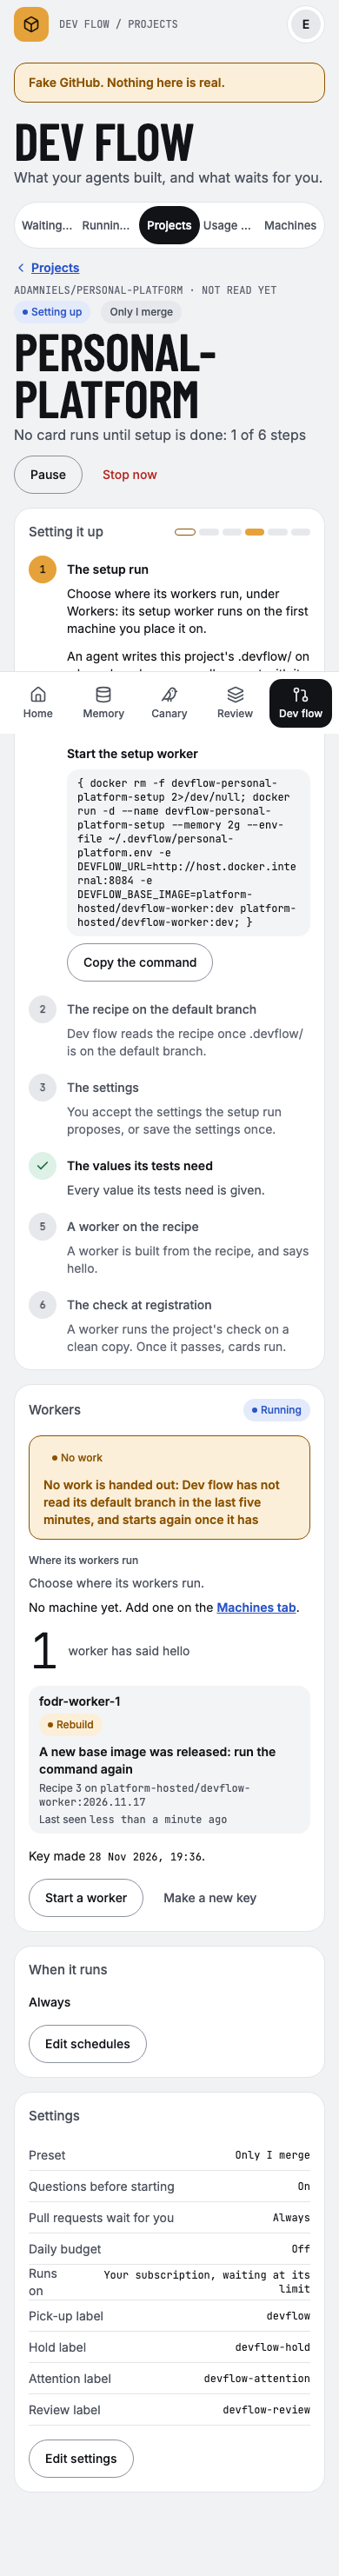 DEV FLOW / PROJECTS
E
Fake GitHub. Nothing here is real.
DEV FLOW
What your agents built, and what waits for you.
Waiting... Runnin... Projects Usage ... Machines
Projects
ADAMNIELS/PERSONAL-PLATFORM · NOT READ YET
Setting up Only I merge
PERSONAL-
PLATFORM
No card runs until setup is done: 1 of 6 steps
Pause Stop now
Setting it up
1 The setup run
Choose where its workers run, under
Workers: its setup worker runs on the first
machine you place it on.
An agent writes this project's .devflow/ on
Home Memory Canary Review Dev flow
Start the setup worker
{ docker rm -f devflow-personal-
platform-setup 2>/dev/null; docker
run -d --name devflow-personal-
platform-setup --memory 2g --env-
file ~/.devflow/personal-
platform.env -e
DEVFLOW_URL=http://host.docker.inte
rnal:8084 -e
DEVFLOW_BASE_IMAGE=platform-
hosted/devflow-worker:dev platform-
hosted/devflow-worker:dev; }
Copy the command
2 The recipe on the default branch
Dev flow reads the recipe once .devflow/
is on the default branch.
3 The settings
You accept the settings the setup run
proposes, or save the settings once.
The values its tests need
Every value its tests need is given.
5 A worker on the recipe
A worker is built from the recipe, and says
hello.
6 The check at registration
A worker runs the project's check on a
clean copy. Once it passes, cards run.
Workers Running
No work
No work is handed out: Dev flow has not
read its default branch in the last five
minutes, and starts again once it has
Where its workers run
Choose where its workers run.
No machine yet. Add one on the Machines tab.
1 worker has said hello
fodr-worker-1
Rebuild
A new base image was released: run the
command again
Recipe 3 on platform-hosted/devflow-
worker:2026.11.17
Last seen less than a minute ago
Key made 28 Nov 2026, 19:36.
Start a worker Make a new key
When it runs
Always
Edit schedules
Settings
Preset Only I merge
Questions before starting On
Pull requests wait for you Always
Daily budget Off
Runs on Your subscription, waiting at its limit
Pick-up label devflow
Hold label devflow-hold
Attention label devflow-attention
Review label devflow-review
Edit settings